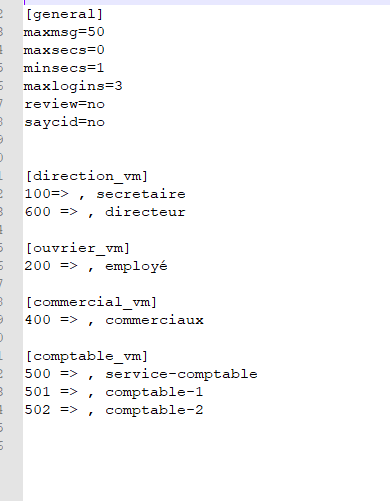 [general]
maxmsg=50
maxsecs=0
minsecs=1
maxlogins=3
review=no
saycid=no
[direction_vm]
100=> , secretaire
600 => , directeur
[ouvrier_vm]
200 => , employé
[commercial_vm]
400 => , commerciaux
[comptable_vm]
500 => , service-comptable
501 => , comptable-1
502 => , comptable-2